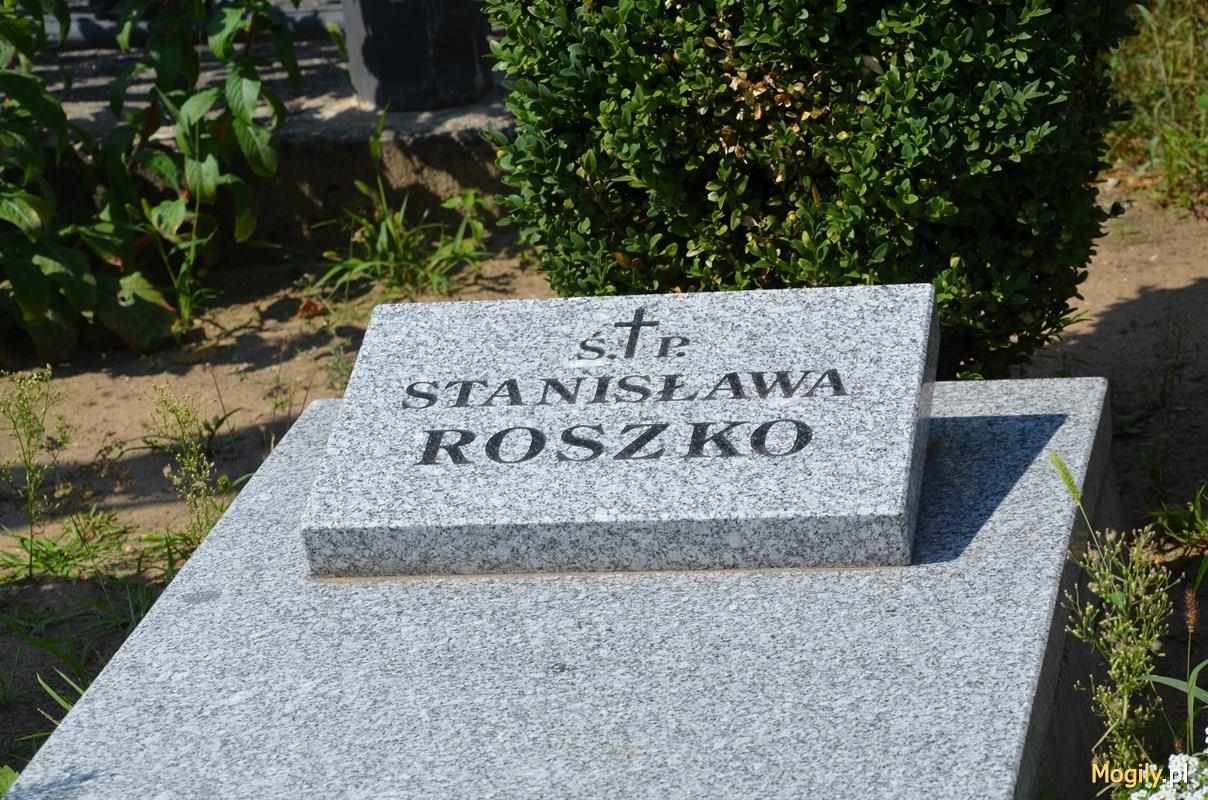 Ś. P.
STANISŁAWA
ROSZKO
Mogily.pl